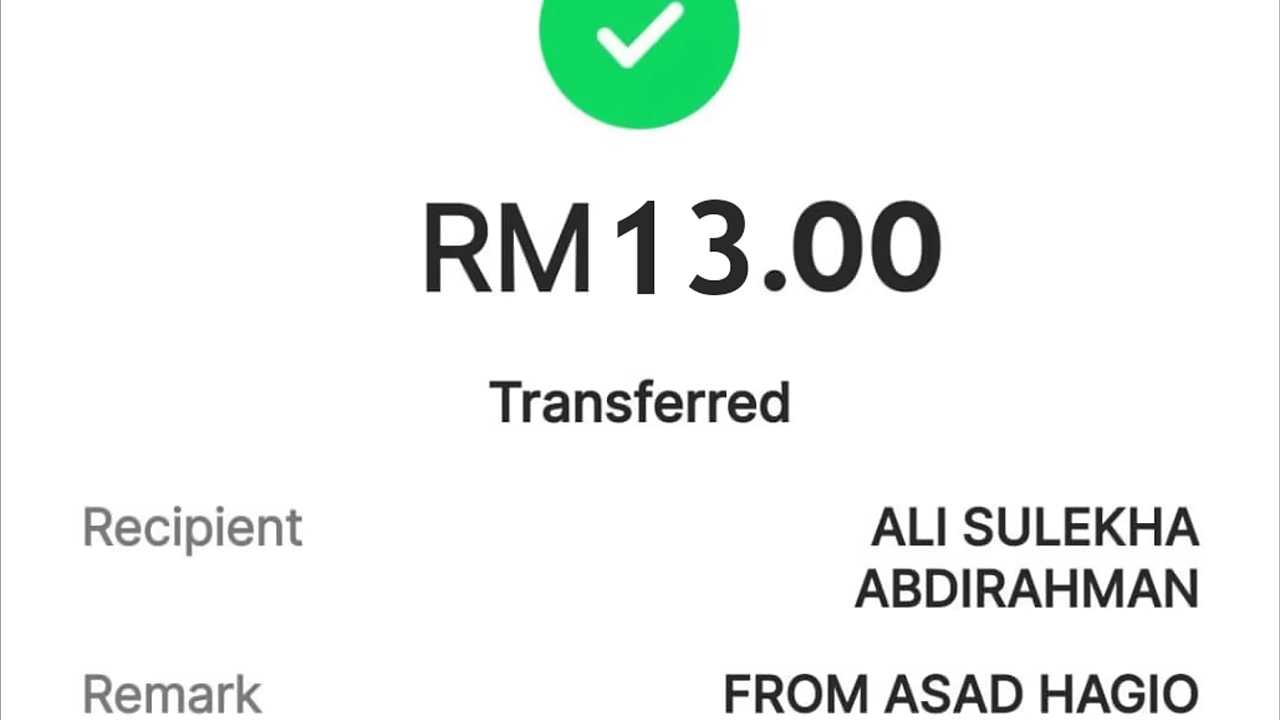 RM13.00
Transferred
Recipient
ALI SULEKHA
ABDIRAHMAN
Remark
FROM ASAD HAGIO